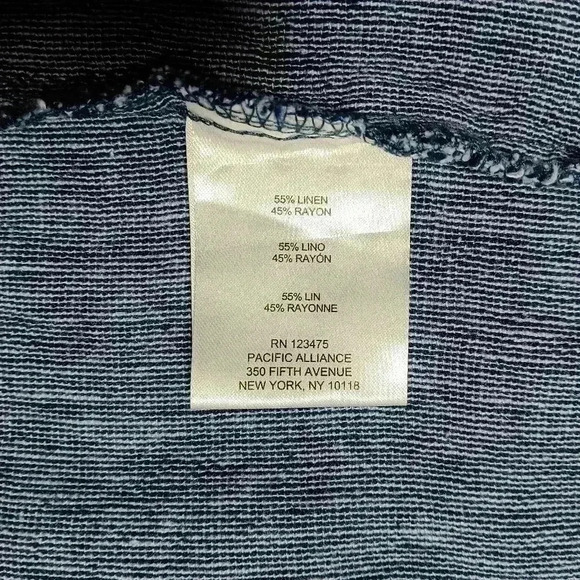 55% LINEN
45% RAYON
55% LINO
45% RAYÓN
55% LIN
45% RAYONNE
RN 123475
PACIFIC ALLIANCE
350 FIFTH AVENUE
NEW YORK, NY 10118